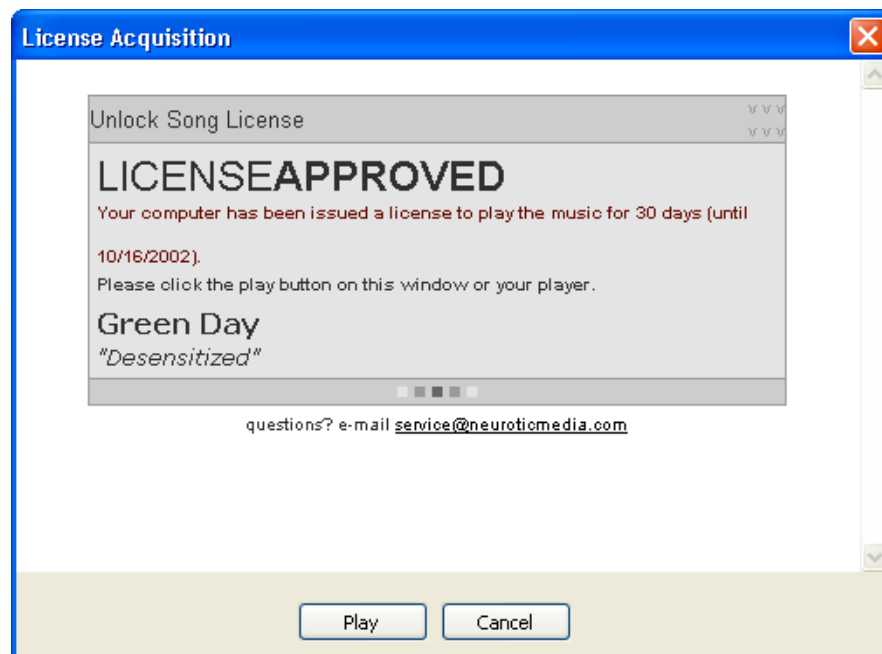 License Acquisition
Unlock Song License
LICENSEAPPROVED
Your computer has been issued a license to play the music for 30 days (until
10/16/2002).
Please click the play button on this window or your player.
Green Day
"Desensitized"
questions? e-mail service@neuroticmedia.com
Play Cancel